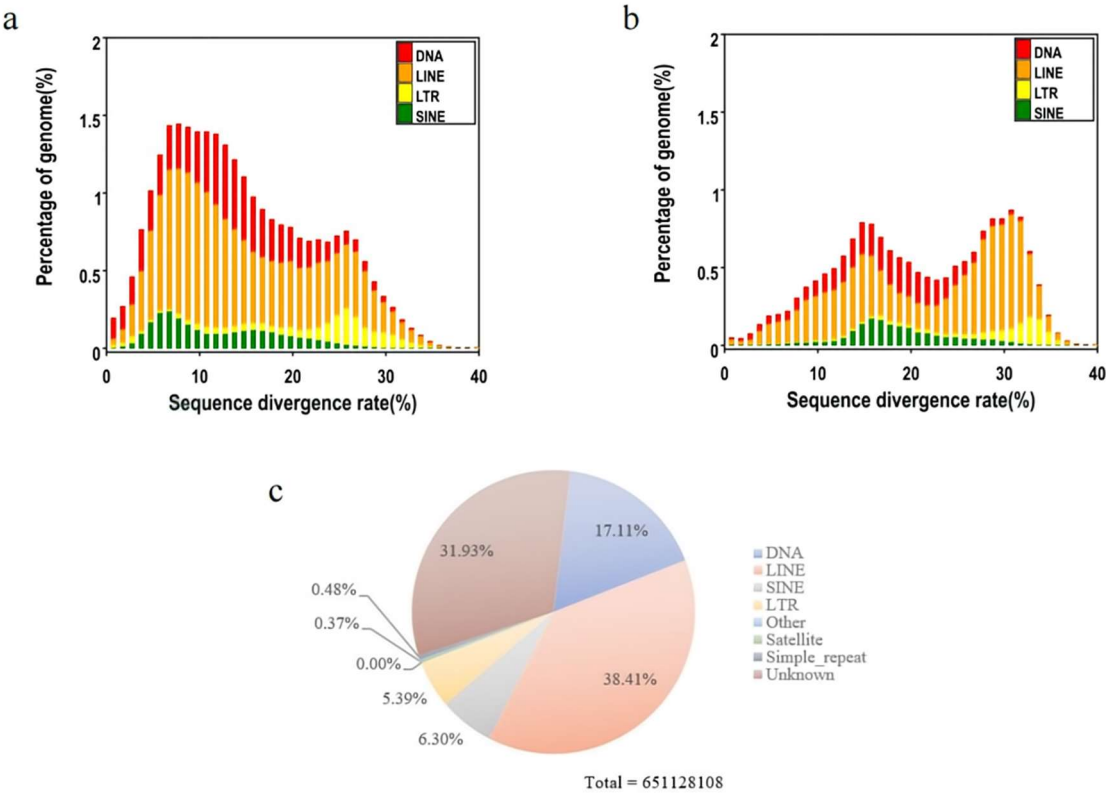 a
2
1.5
1
0.5
0
0
10
20
30
40
Percentage of genome(%)
Sequence divergence rate(%)
DNA
LINE
LTR
SINE
b
2
1.5
1
0.5
0
0
10
20
30
40
Percentage of genome(%)
Sequence divergence rate(%)
DNA
LINE
LTR
SINE
c
17.11%
31.93%
0.48%
0.37%
0.00%
5.39%
6.30%
38.41%
DNA
LINE
SINE
LTR
Other
Satellite
Simple_repeat
Unknown
Total = 651128108